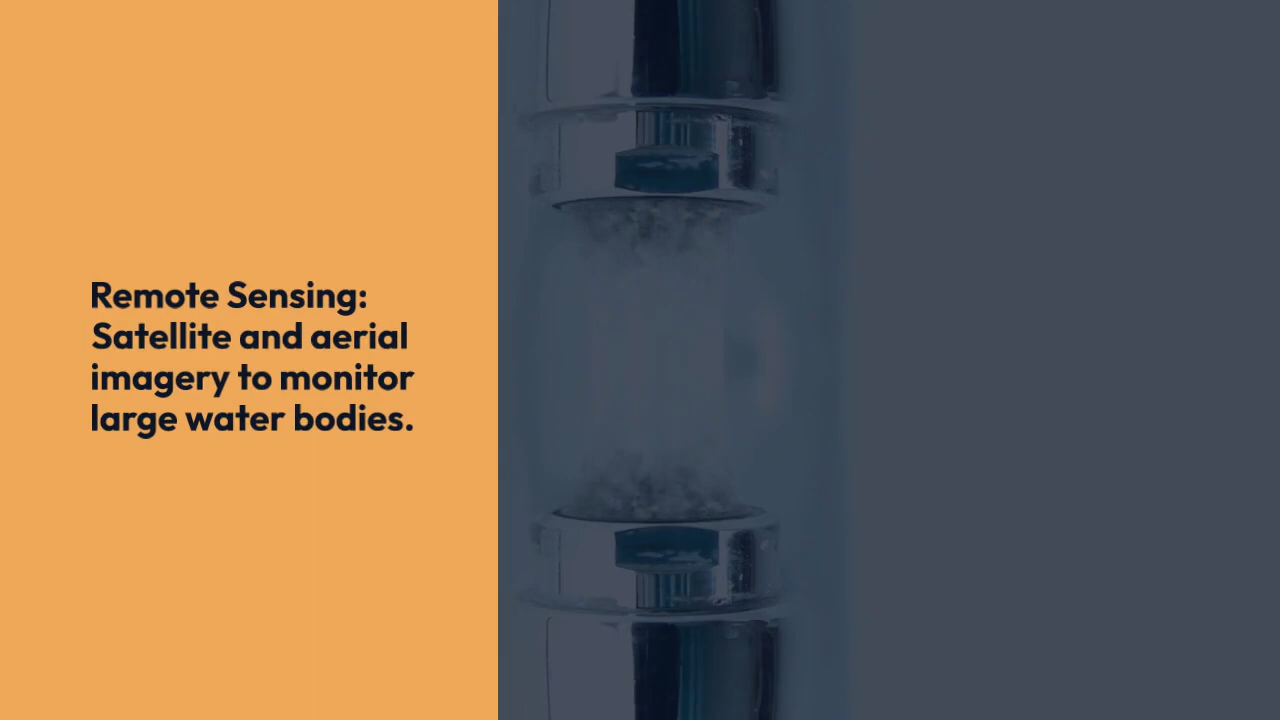 Remote Sensing:
Satellite and aerial
imagery to monitor
large water bodies.